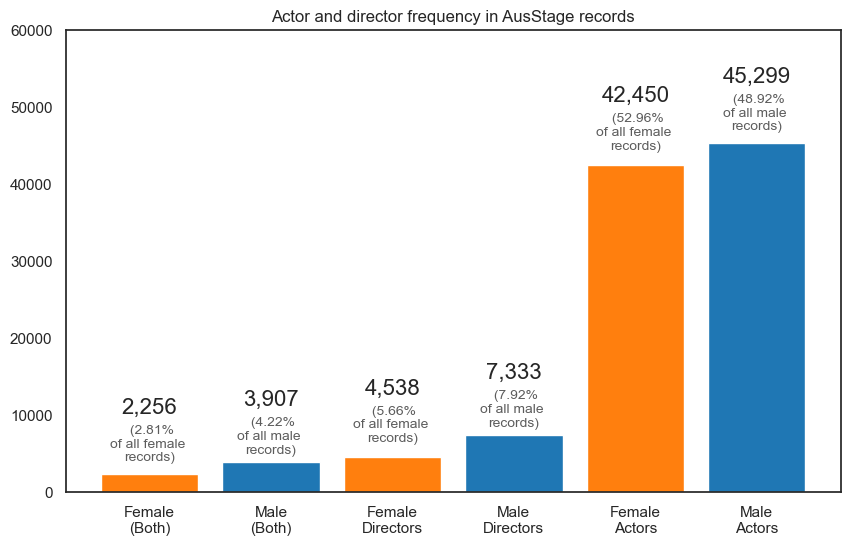 Actor and director frequency in AusStage records
60000
50000
40000
30000
20000
10000
0
2,256
(2.81%
of all female
records)
3,907
(4.22%
of all male
records)
4,538
(5.66%
of all female
records)
7,333
(7.92%
of all male
records)
42,450
(52.96%
of all female
records)
45,299
(48.92%
of all male
records)
Female
(Both)
Male
(Both)
Female
Directors
Male
Directors
Female
Actors
Male
Actors